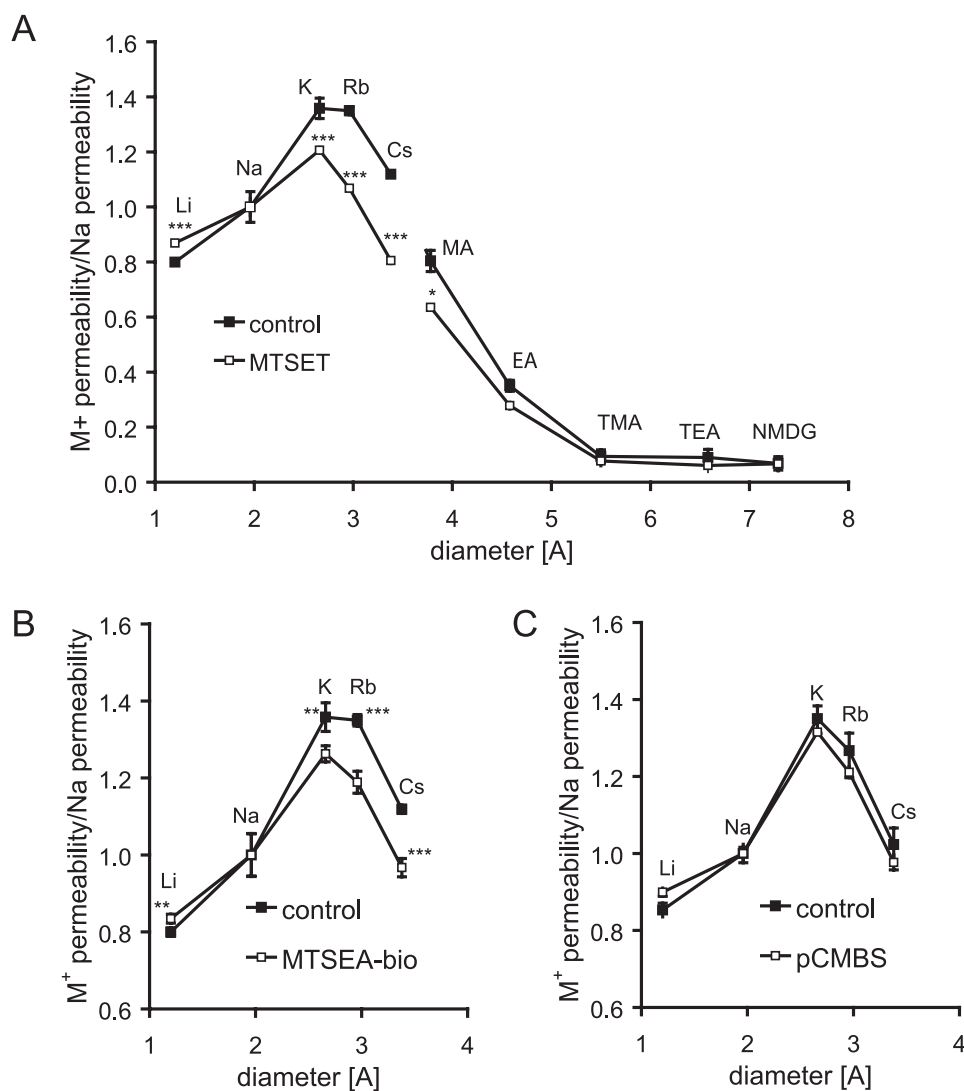 A
M+ permeability/Na permeability
1.6
1.4
1.2
1.0
0.8
0.6
0.4
0.2
0.0
Li
***
Na
K
***
Rb
***
Cs
***
MA
*
EA
TMA
TEA
NMDG
control
MTSET
1 2 3 4 5 6 7 8
diameter [A]
B
M+ permeability/Na permeability
1.6
1.4
1.2
1.0
0.8
0.6
Li
**
Na
K
**
Rb
***
Cs
***
control
MTSEA-bio
1 2 3 4
diameter [A]
C
M+ permeability/Na permeability
1.6
1.4
1.2
1.0
0.8
0.6
Li
Na
K
Rb
Cs
control
pCMBS
1 2 3 4
diameter [A]